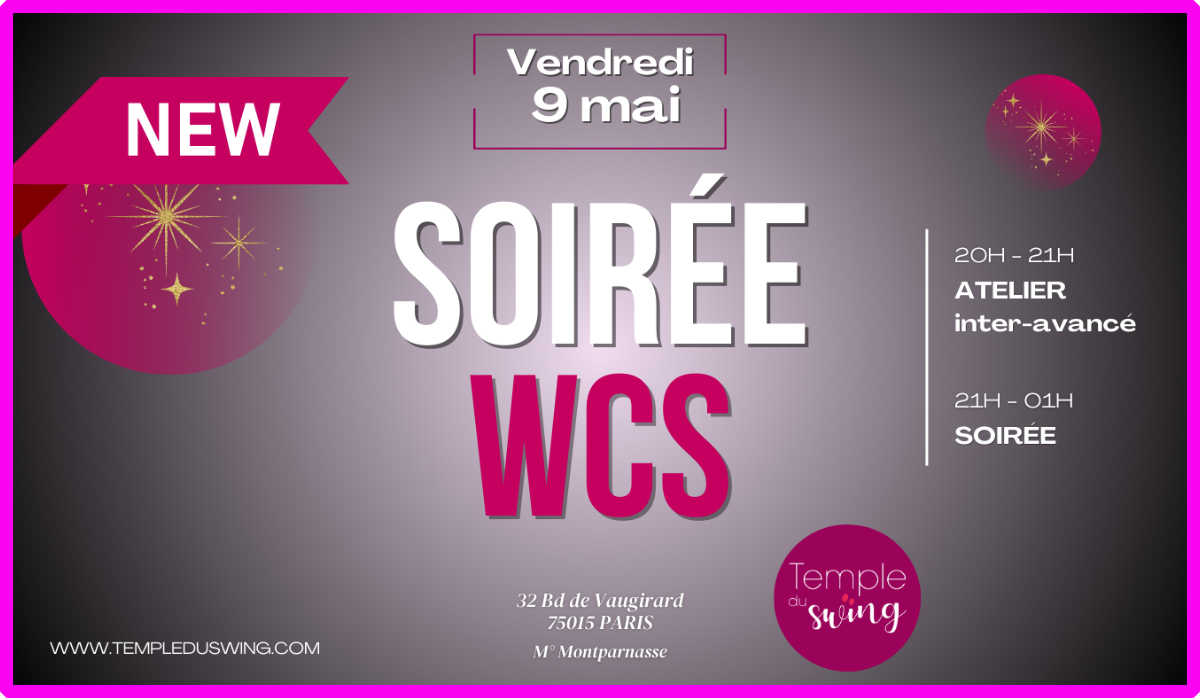 NEW
Vendredi
9 mai
SOIRÉE
WCS
20H - 21H
ATELIER
inter-avancé
21H - 01H
SOIRÉE
32 Bd de Vaugirard
75015 PARIS
M° Montparnasse
Temple
du
swing
WWW.TEMPLEDUSWING.COM